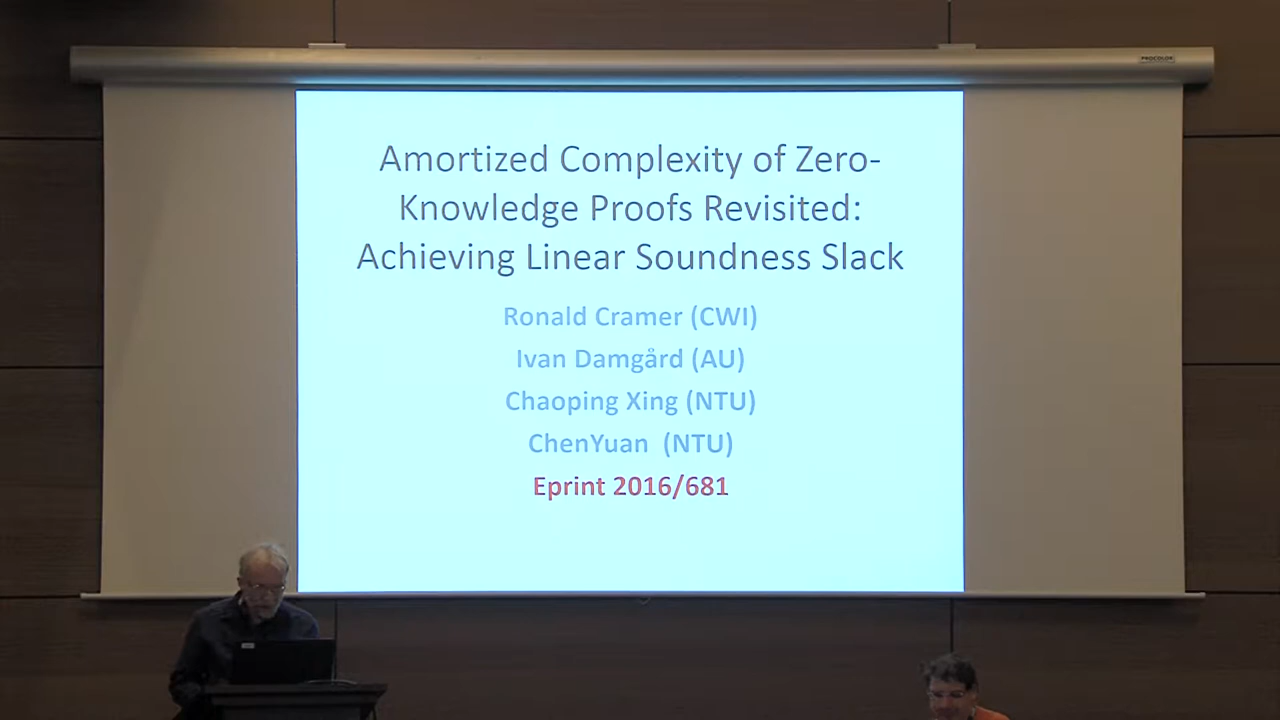 PROCOLOR
Amortized Complexity of Zero-
Knowledge Proofs Revisited:
Achieving Linear Soundness Slack
Ronald Cramer (CWI)
Ivan Damgård (AU)
Chaoping Xing (NTU)
ChenYuan (NTU)
Eprint 2016/681